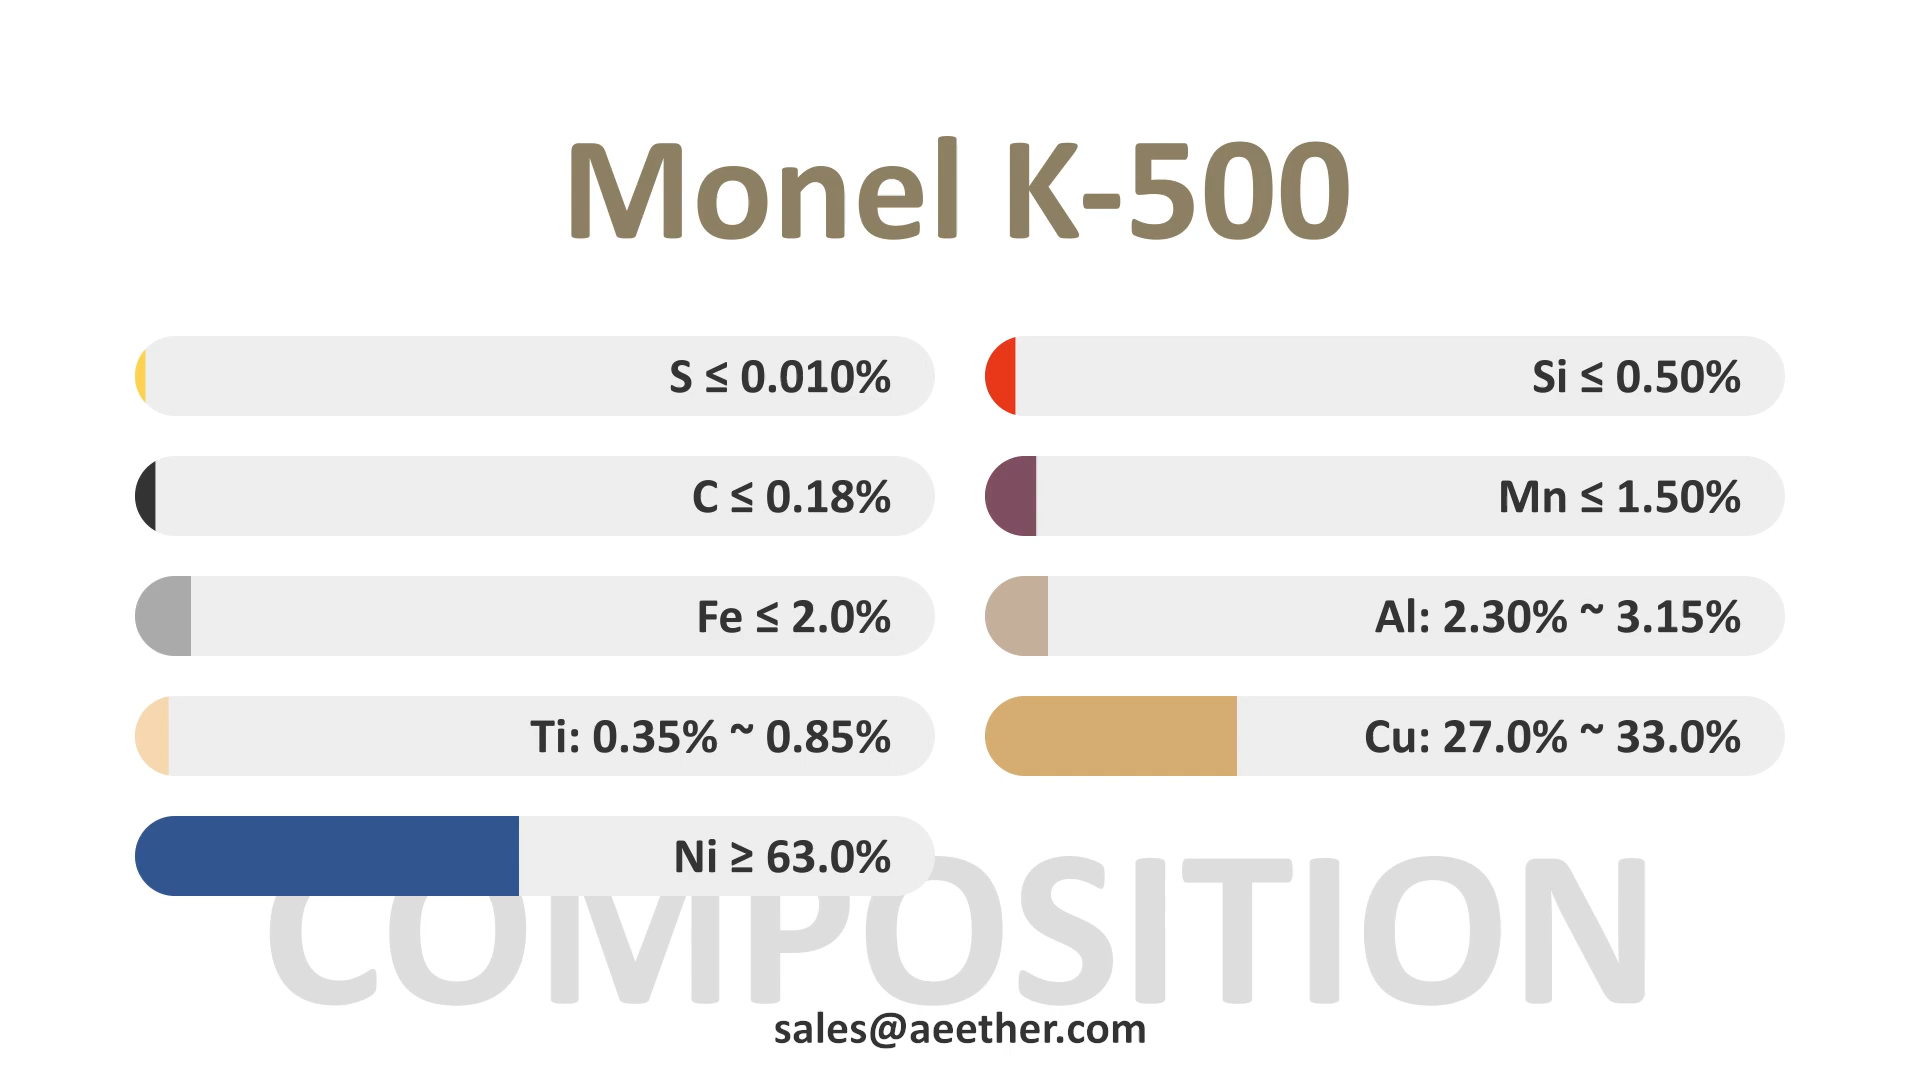 Monel K-500
S ≤ 0.010%
Si ≤ 0.50%
C ≤ 0.18%
Mn ≤ 1.50%
Fe ≤ 2.0%
Al: 2.30% ~ 3.15%
Ti: 0.35% ~ 0.85%
Cu: 27.0% ~ 33.0%
Ni ≥ 63.0%
COMPOSITION
sales@aeether.com